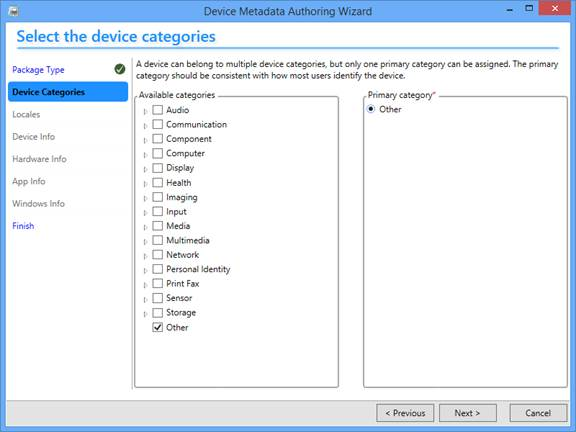 Device Metadata Authoring Wizard
Select the device categories
Package Type
Device Categories
Locales
Device Info
Hardware Info
App Info
Windows Info
Finish
A device can belong to multiple device categories, but only one primary category can be assigned. The primary
category should be consistent with how most users identify the device.
Available categories
Audio
Communication
Component
Computer
Display
Health
Imaging
Input
Media
Multimedia
Network
Personal Identity
Print Fax
Sensor
Storage
Other
Primary category*
Other
< Previous
Next >
Cancel